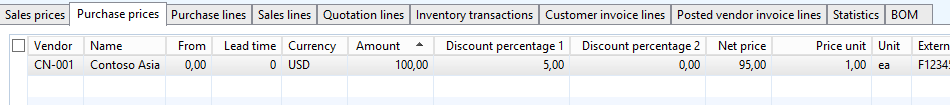 Sales prices Purchase prices Purchase lines Sales lines Quotation lines Inventory transactions Customer invoice lines Posted vendor invoice lines Statistics BOM
Vendor Name From Lead time Currency Amount Discount percentage 1 Discount percentage 2 Net price Price unit Unit Extern
CN-001 Contoso Asia 0,00 0 USD 100,00 5,00 0,00 95,00 1,00 ea F12345